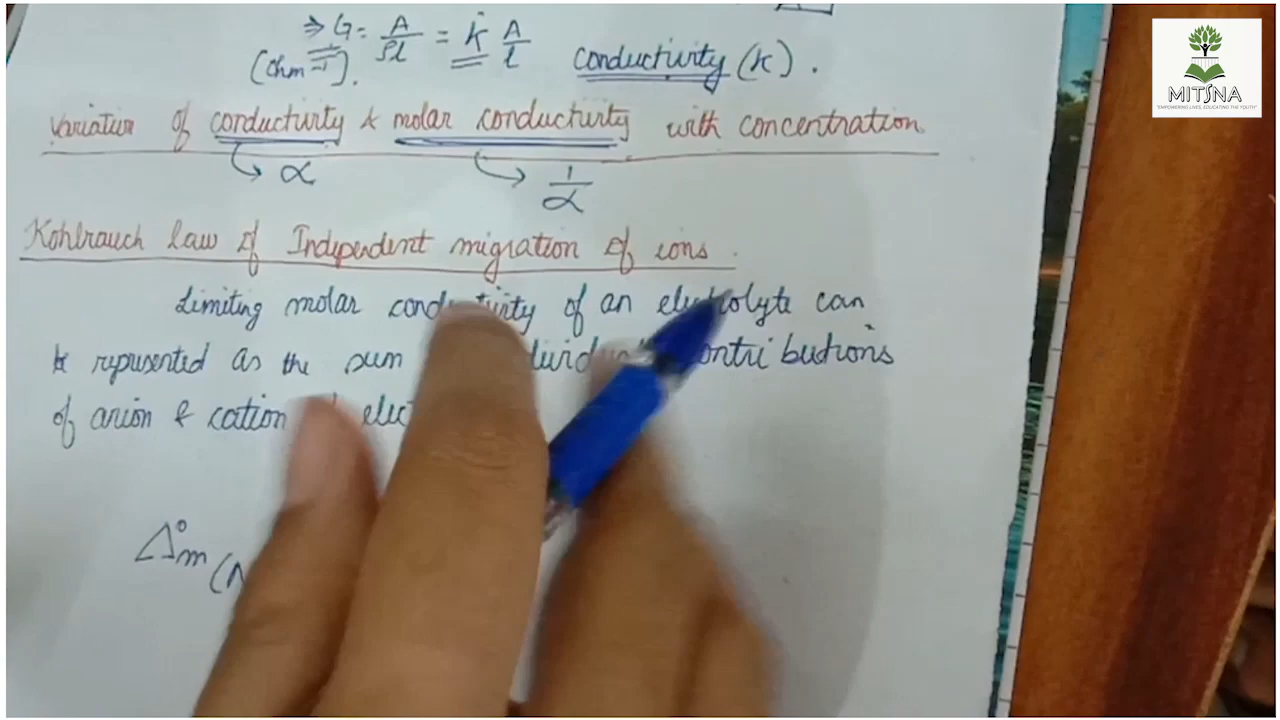 ⇒ G = A/ρl = k A/l
(ohm⁻¹). conductivity (k).
Variation of conductivity & molar conductivity with concentration
↳ ∝ ↳ 1/∝
Kohlrauch law of Independent migration of ions.
Limiting molar conductivity of an electrolyte can
be represented as the sum contributions
of anion & cation
Λ°m (
MITSNA
"EMPOWERING LIVES, EDUCATING THE YOUTH"